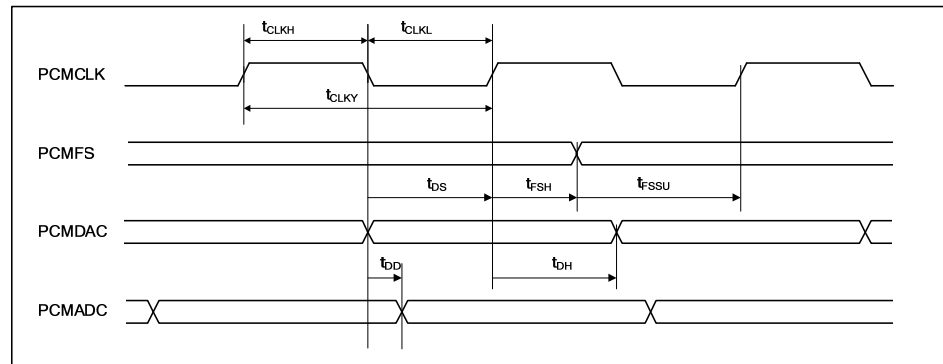 tCLKH tCLKL
PCMCLK
tCLKY
PCMFS
tDS tFSH tFSSU
PCMDAC
tDD tDH
PCMADC